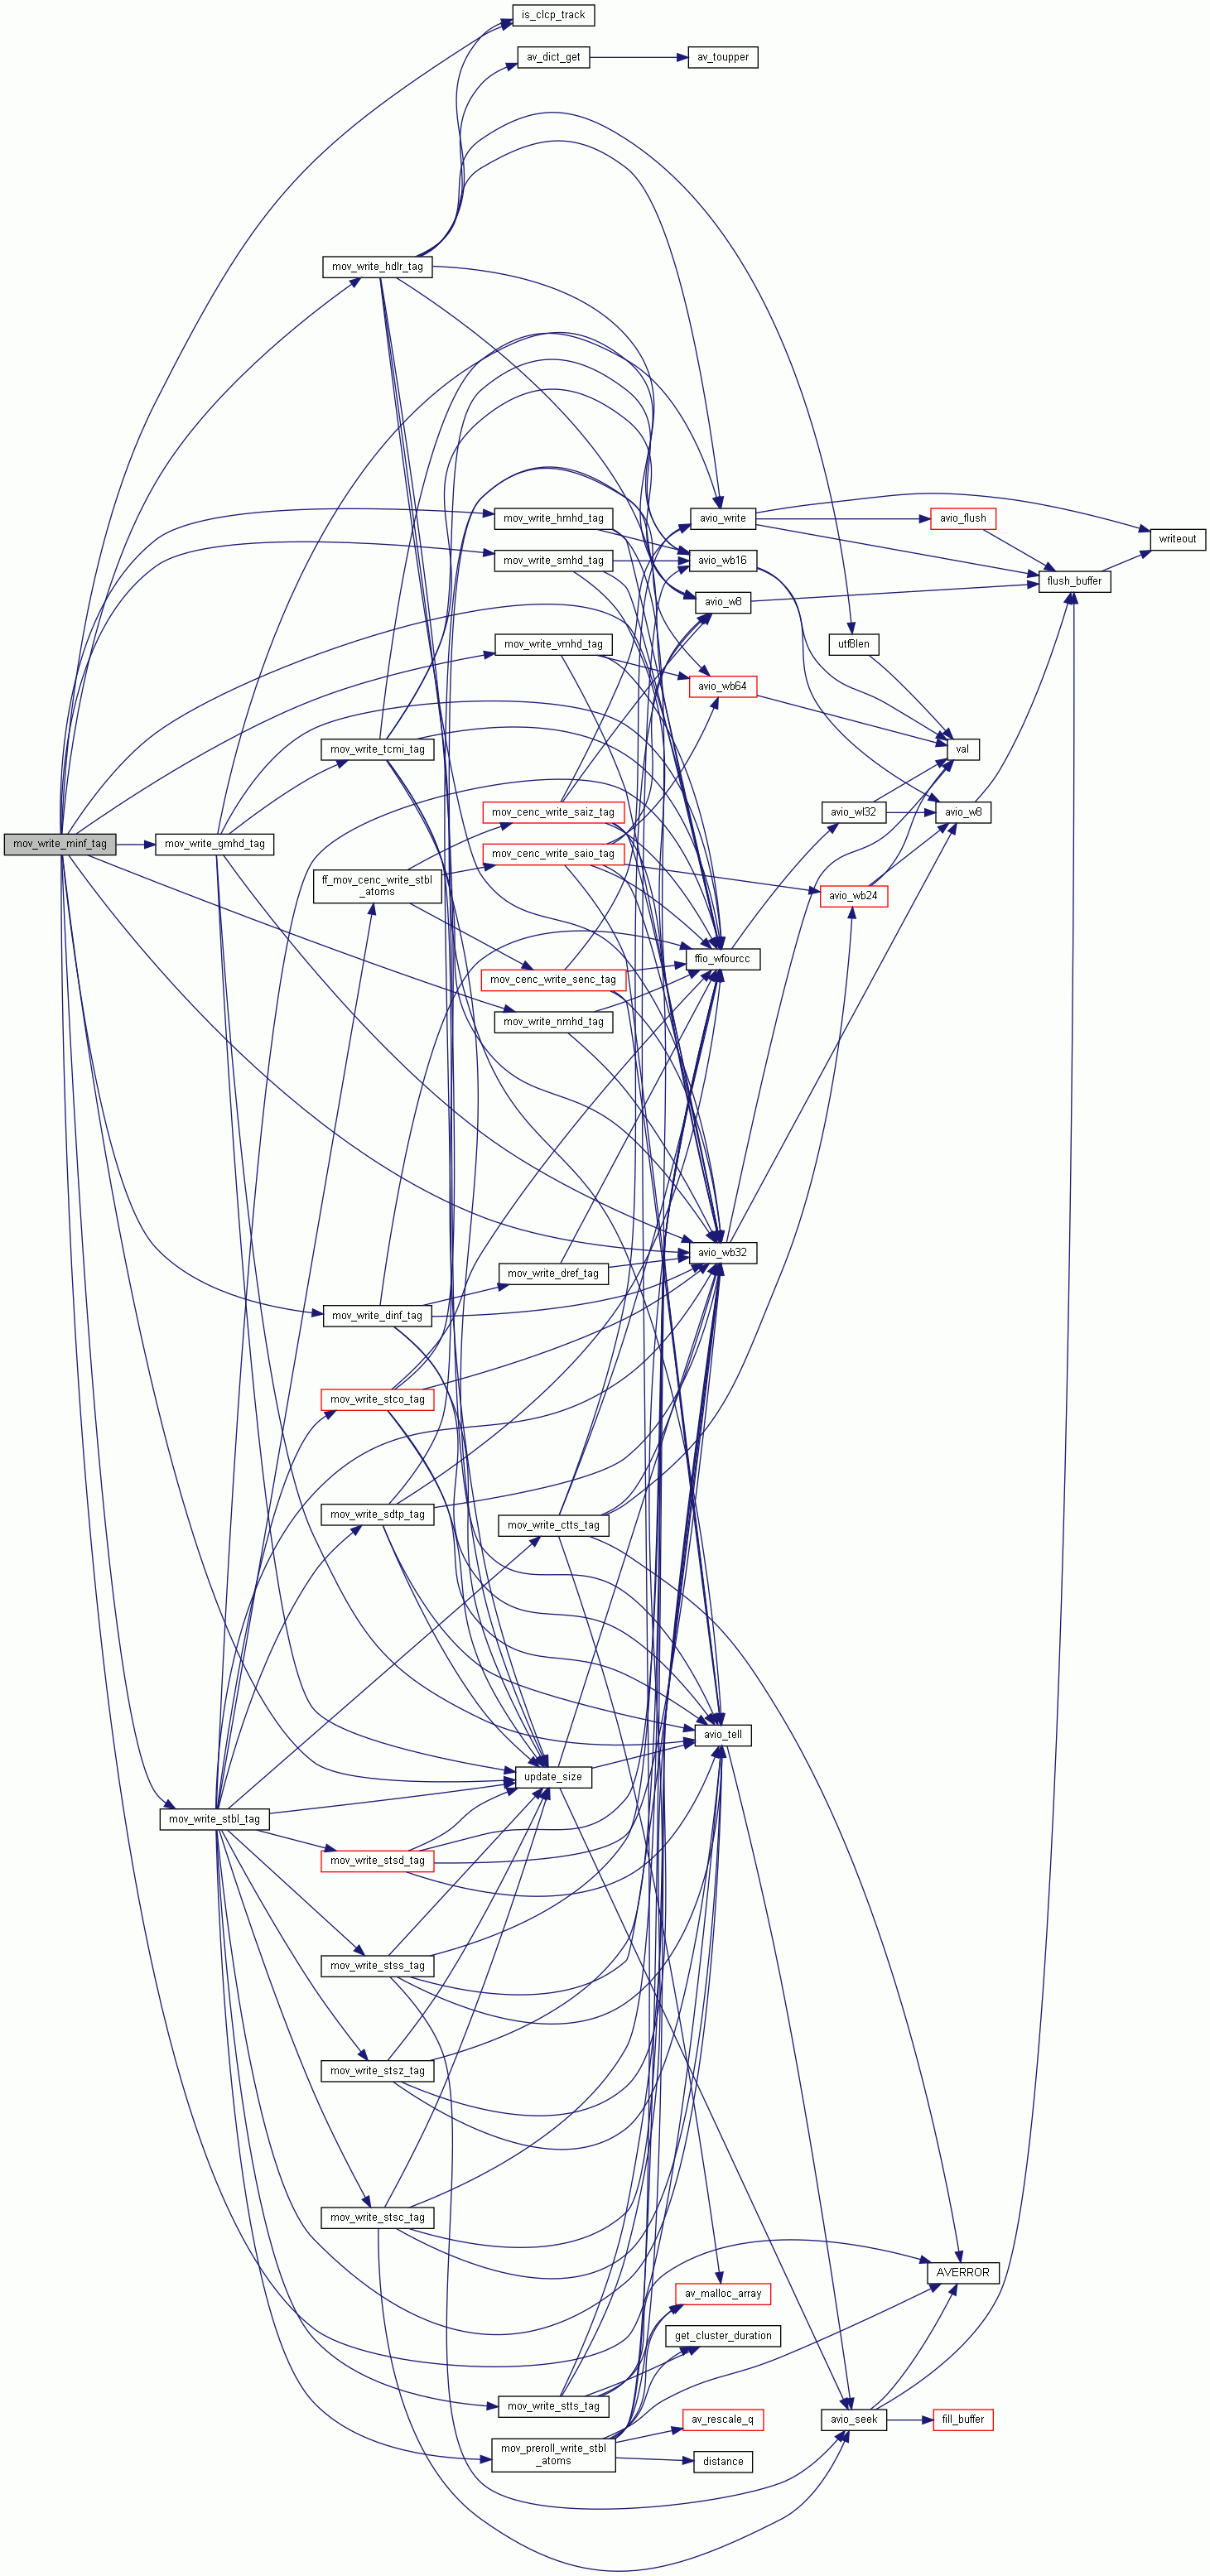 is_clcp_track
av_dict_get
av_toupper
mov_write_hdlr_tag
mov_write_hmhd_tag
avio_write
avio_flush
writeout
mov_write_smhd_tag
avio_wb16
flush_buffer
avio_w8
mov_write_vmhd_tag
utf8len
avio_wb64
mov_write_tcmi_tag
val
mov_cenc_write_saiz_tag
avio_wl32
avio_w8
mov_write_minf_tag
mov_write_gmhd_tag
mov_cenc_write_saio_tag
ff_mov_cenc_write_stbl
_atoms
avio_wb24
ffio_wfourcc
mov_cenc_write_senc_tag
mov_write_nmhd_tag
avio_wb32
mov_write_dref_tag
mov_write_dinf_tag
mov_write_stco_tag
mov_write_sdtp_tag
mov_write_ctts_tag
avio_tell
update_size
mov_write_stbl_tag
mov_write_stsd_tag
mov_write_stss_tag
mov_write_stsz_tag
mov_write_stsc_tag
AVERROR
av_malloc_array
get_cluster_duration
mov_write_stts_tag
av_rescale_q
avio_seek
fill_buffer
mov_preroll_write_stbl
_atoms
distance